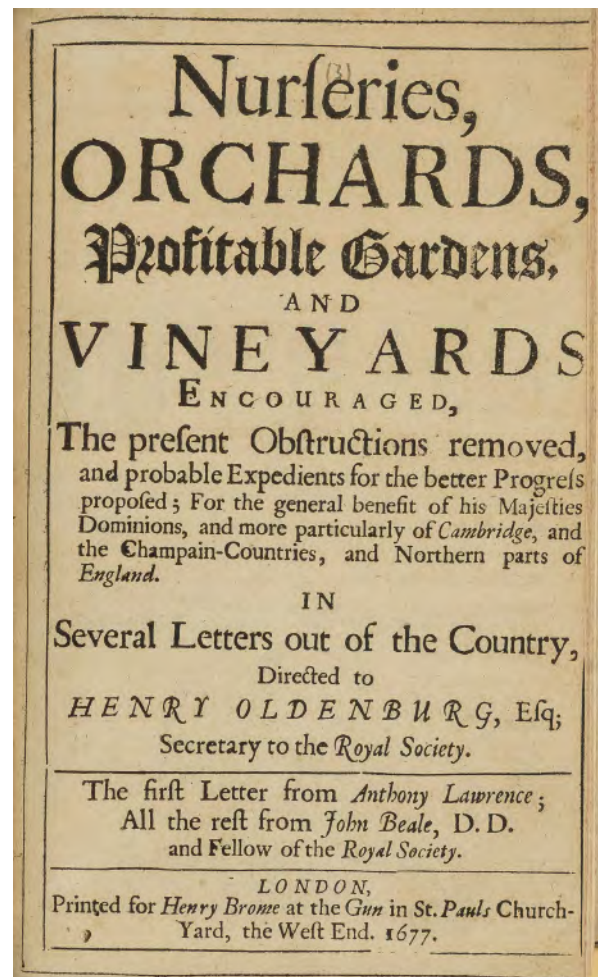 (3)
Nurſeries,
ORCHARDS,
Profitable Gardens,
AND
VINEYARDS
ENCOURAGED,
The preſent Obſtructions removed,
and probable Expedients for the better Progreſs
propoſed; For the general benefit of his Majeſties
Dominions, and more particularly of Cambridge, and
the Champain-Countries, and Northern parts of
England.
IN
Several Letters out of the Country,
Directed to
HENRY OLDENBURG, Eſq;
Secretary to the Royal Society.
The firſt Letter from Anthony Lawrence;
All the reſt from John Beale, D. D.
and Fellow of the Royal Society.
LONDON,
Printed for Henry Brome at the Gun in St. Pauls Church-
Yard, the Weſt End. 1677.